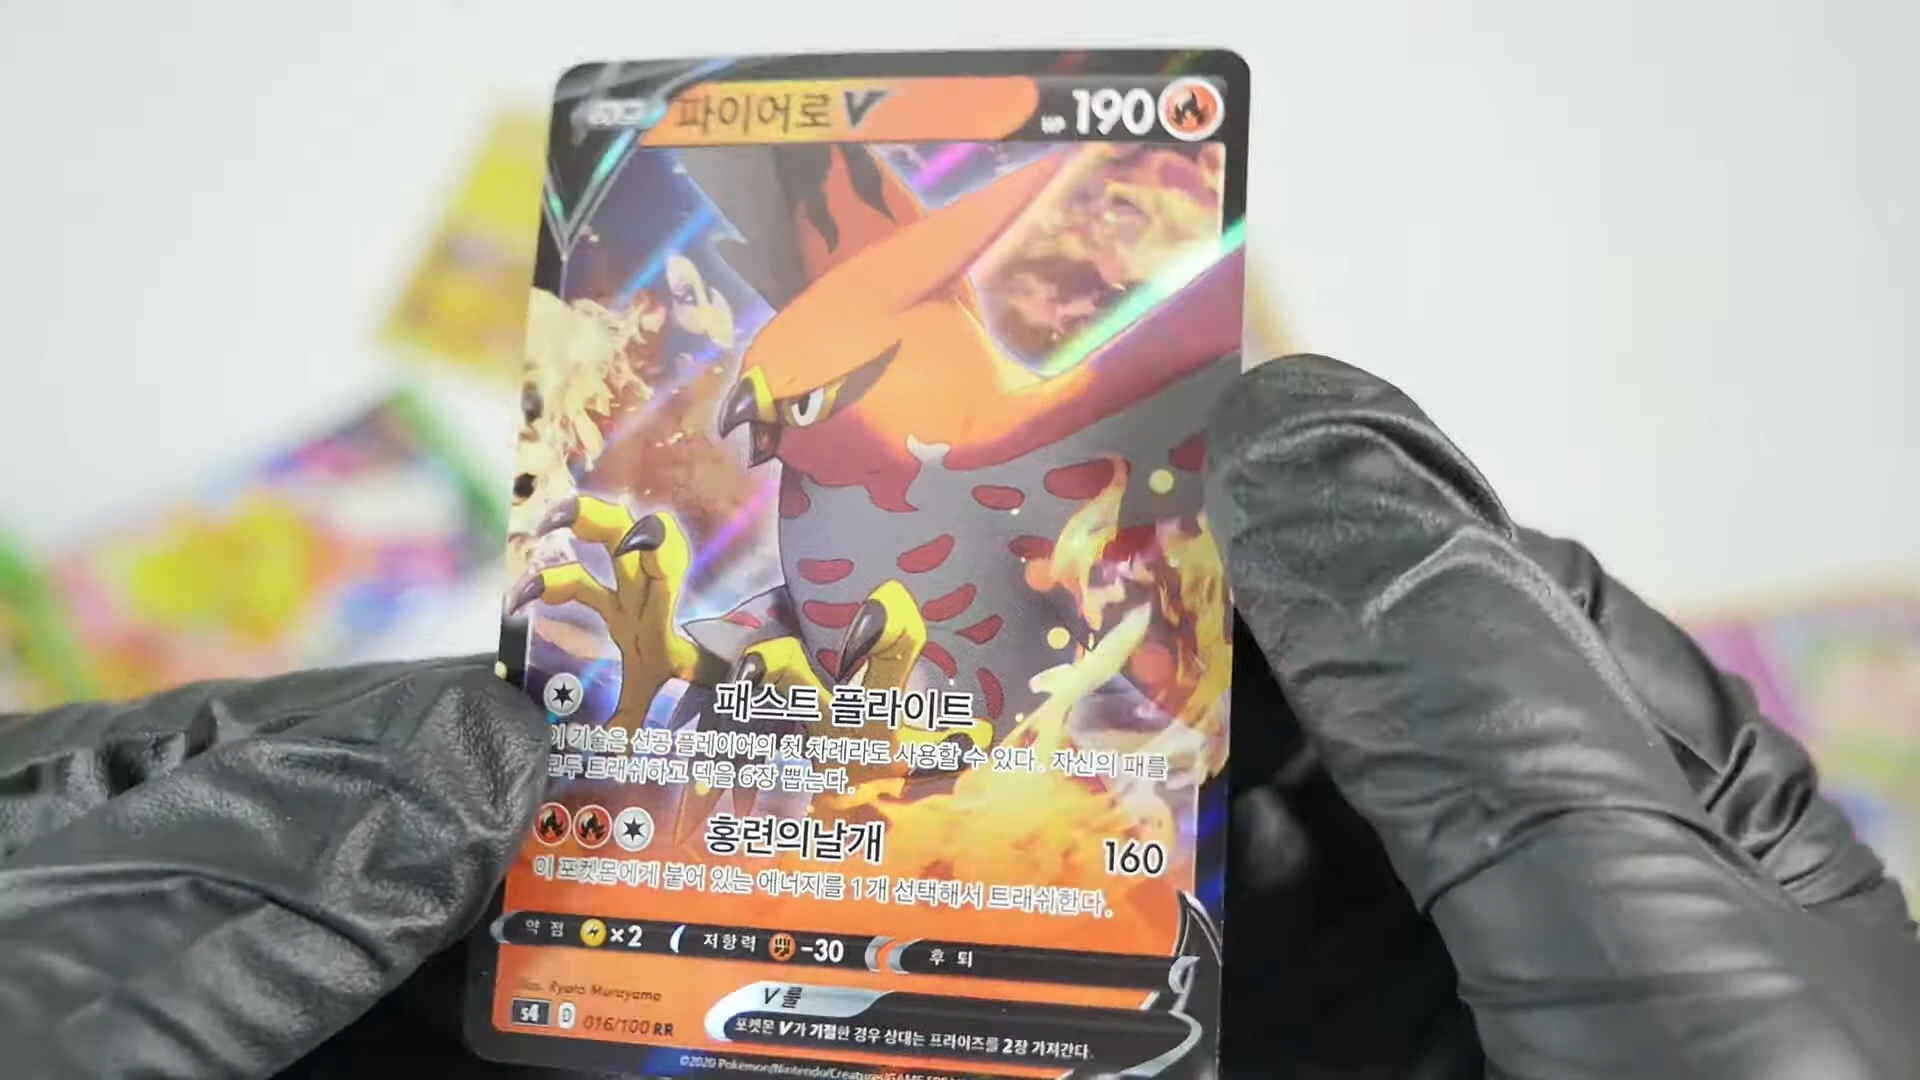 파이어로 V HP 190
패스트 플라이트
이 기술은 선공 플레이어의 첫 차례라도 사용할 수 있다. 자신의 패를
모두 트래쉬하고 덱을 6장 뽑는다.
홍련의날개 160
이 포켓몬에게 붙어 있는 에너지를 1개 선택해서 트래쉬한다.
약점 ×2 저항력 -30 후퇴
Illus. Ryota Murayama
V룰
s4 D 016/100 RR
포켓몬 V가 기절한 경우 상대는 프라이즈를 2장 가져간다.
©2020 Pokémon/Nintendo/Creatures/GAME